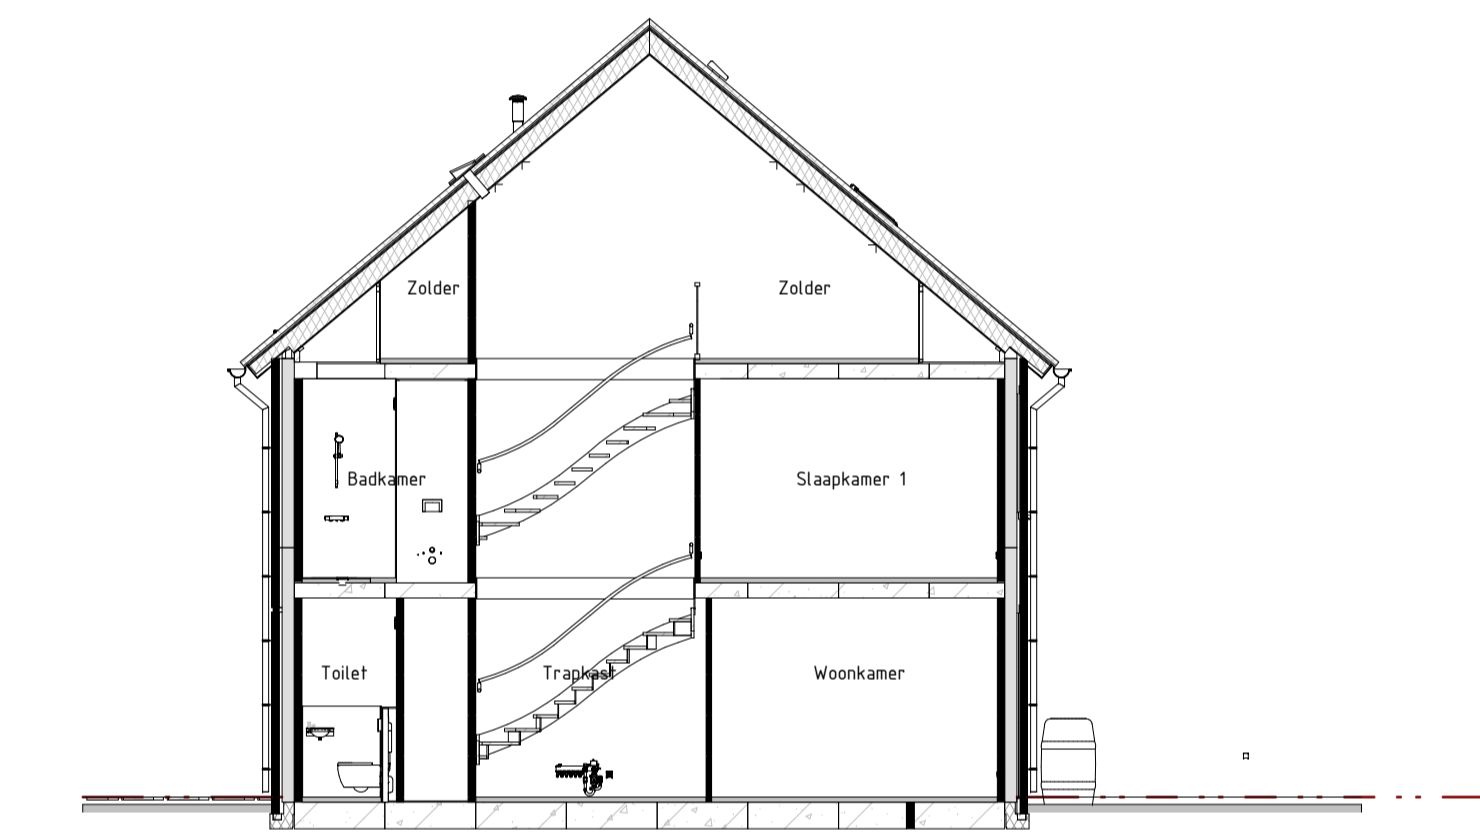 Zolder
Zolder
Badkamer
Slaapkamer 1
Toilet
Trapkast
Woonkamer